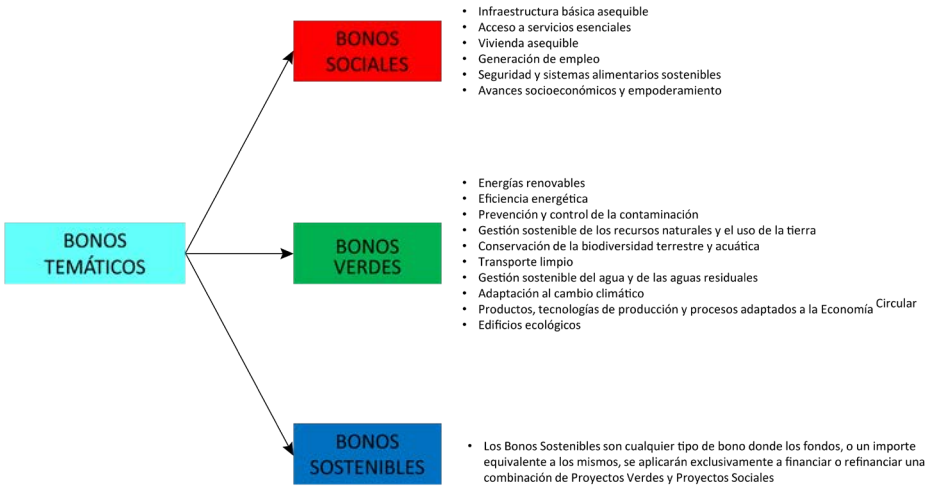 BONOS
TEMÁTICOS
BONOS
SOCIALES
• Infraestructura básica asequible
• Acceso a servicios esenciales
• Vivienda asequible
• Generación de empleo
• Seguridad y sistemas alimentarios sostenibles
• Avances socioeconómicos y empoderamiento
BONOS
VERDES
• Energías renovables
• Eficiencia energética
• Prevención y control de la contaminación
• Gestión sostenible de los recursos naturales y el uso de la tierra
• Conservación de la biodiversidad terrestre y acuática
• Transporte limpio
• Gestión sostenible del agua y de las aguas residuales
• Adaptación al cambio climático
• Productos, tecnologías de producción y procesos adaptados a la Economía Circular
• Edificios ecológicos
BONOS
SOSTENIBLES
• Los Bonos Sostenibles son cualquier tipo de bono donde los fondos, o un importe
equivalente a los mismos, se aplicarán exclusivamente a financiar o refinanciar una
combinación de Proyectos Verdes y Proyectos Sociales